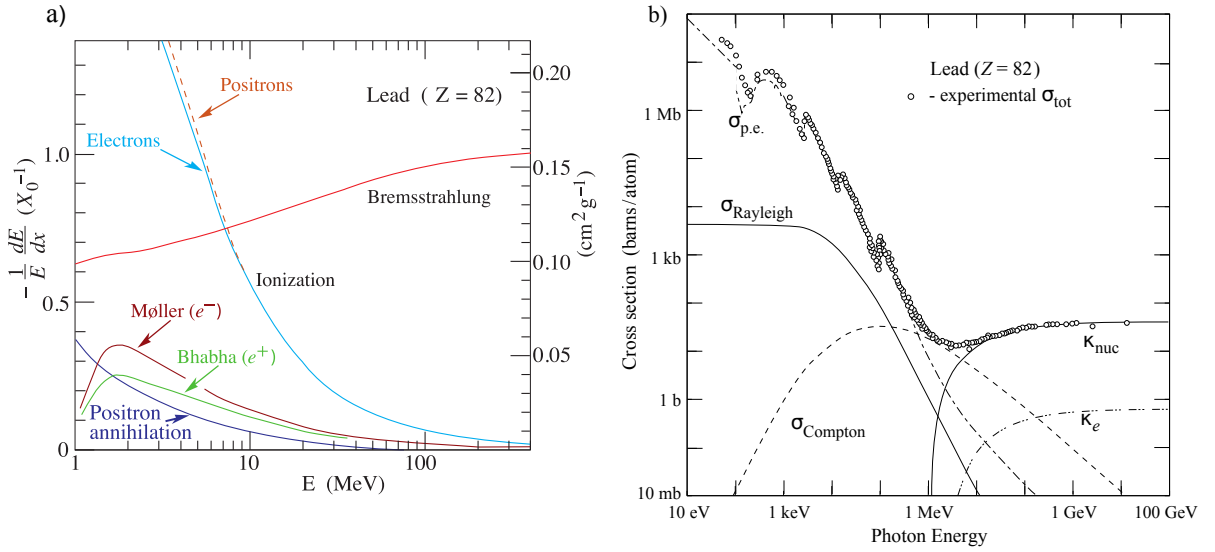 a)
Positrons
Lead ( Z = 82)
Electrons
Bremsstrahlung
Ionization
Møller (e−)
Bhabha (e+)
Positron
annihilation
1.0
0.5
0
− 1/E dE/dx (X0−1)
0.20
0.15
0.10
0.05
(cm2 g−1)
1
10
100
E (MeV)
b)
Lead (Z = 82)
- experimental σtot
σp.e.
σRayleigh
σCompton
κnuc
κe
1 Mb
1 kb
1 b
10 mb
Cross section (barns/atom)
10 eV
1 keV
1 MeV
1 GeV
100 GeV
Photon Energy